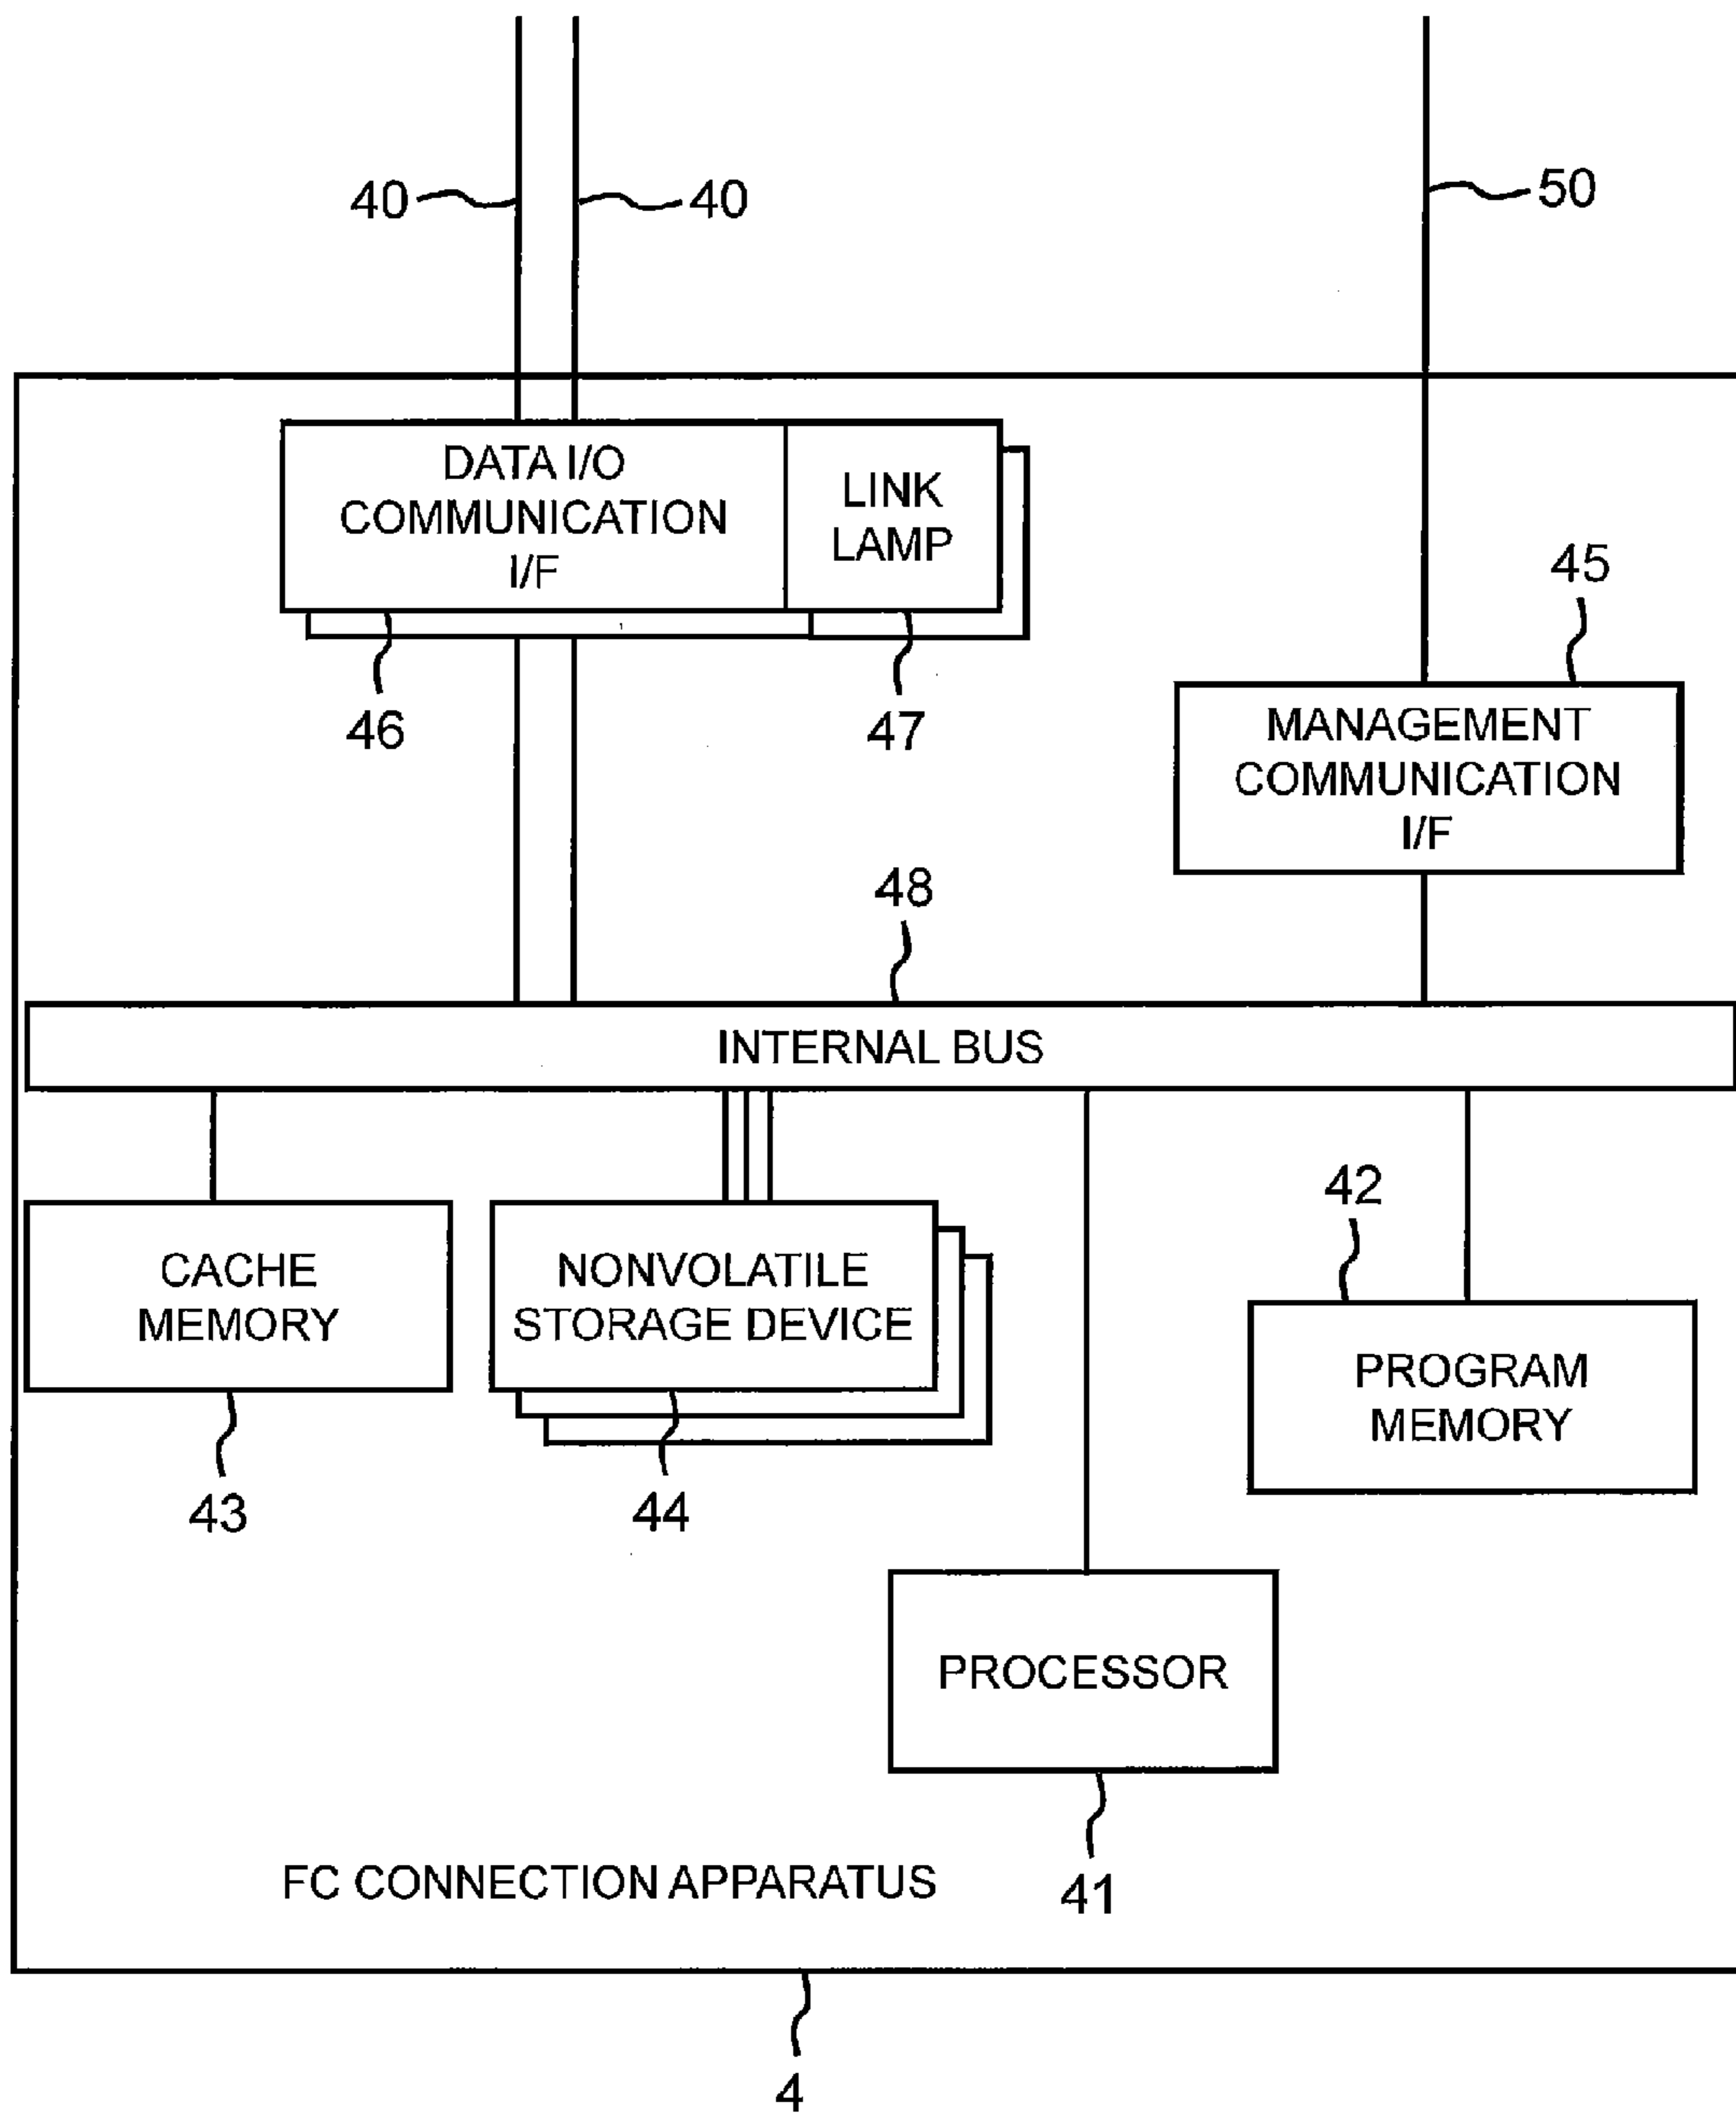 40
40
50
DATA I/O
COMMUNICATION
I/F
LINK
LAMP
45
46
47
MANAGEMENT
COMMUNICATION
I/F
48
INTERNAL BUS
42
CACHE
MEMORY
NONVOLATILE
STORAGE DEVICE
PROGRAM
MEMORY
43
44
PROCESSOR
41
FC CONNECTION APPARATUS
4